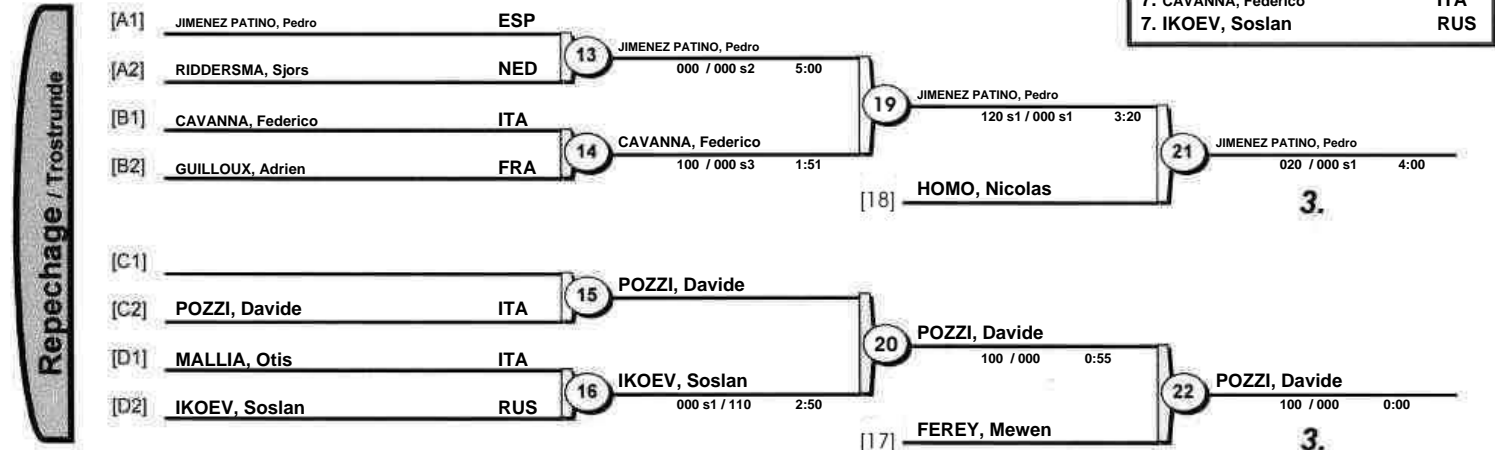 7. CAVANNA, Federico ITA
7. IKOEV, Soslan RUS
Repechage / Trostrunde
[A1] JIMENEZ PATINO, Pedro ESP
13 JIMENEZ PATINO, Pedro
000 / 000 s2 5:00
[A2] RIDDERSMA, Sjors NED
19 JIMENEZ PATINO, Pedro
120 s1 / 000 s1 3:20
[B1] CAVANNA, Federico ITA
14 CAVANNA, Federico
100 / 000 s3 1:51
[B2] GUILLOUX, Adrien FRA
21 JIMENEZ PATINO, Pedro
020 / 000 s1 4:00
[18] HOMO, Nicolas
3.
[C1]
15 POZZI, Davide
[C2] POZZI, Davide ITA
20 POZZI, Davide
100 / 000 0:55
[D1] MALLIA, Otis ITA
16 IKOEV, Soslan
000 s1 / 110 2:50
[D2] IKOEV, Soslan RUS
22 POZZI, Davide
100 / 000 0:00
[17] FEREY, Mewen
3.